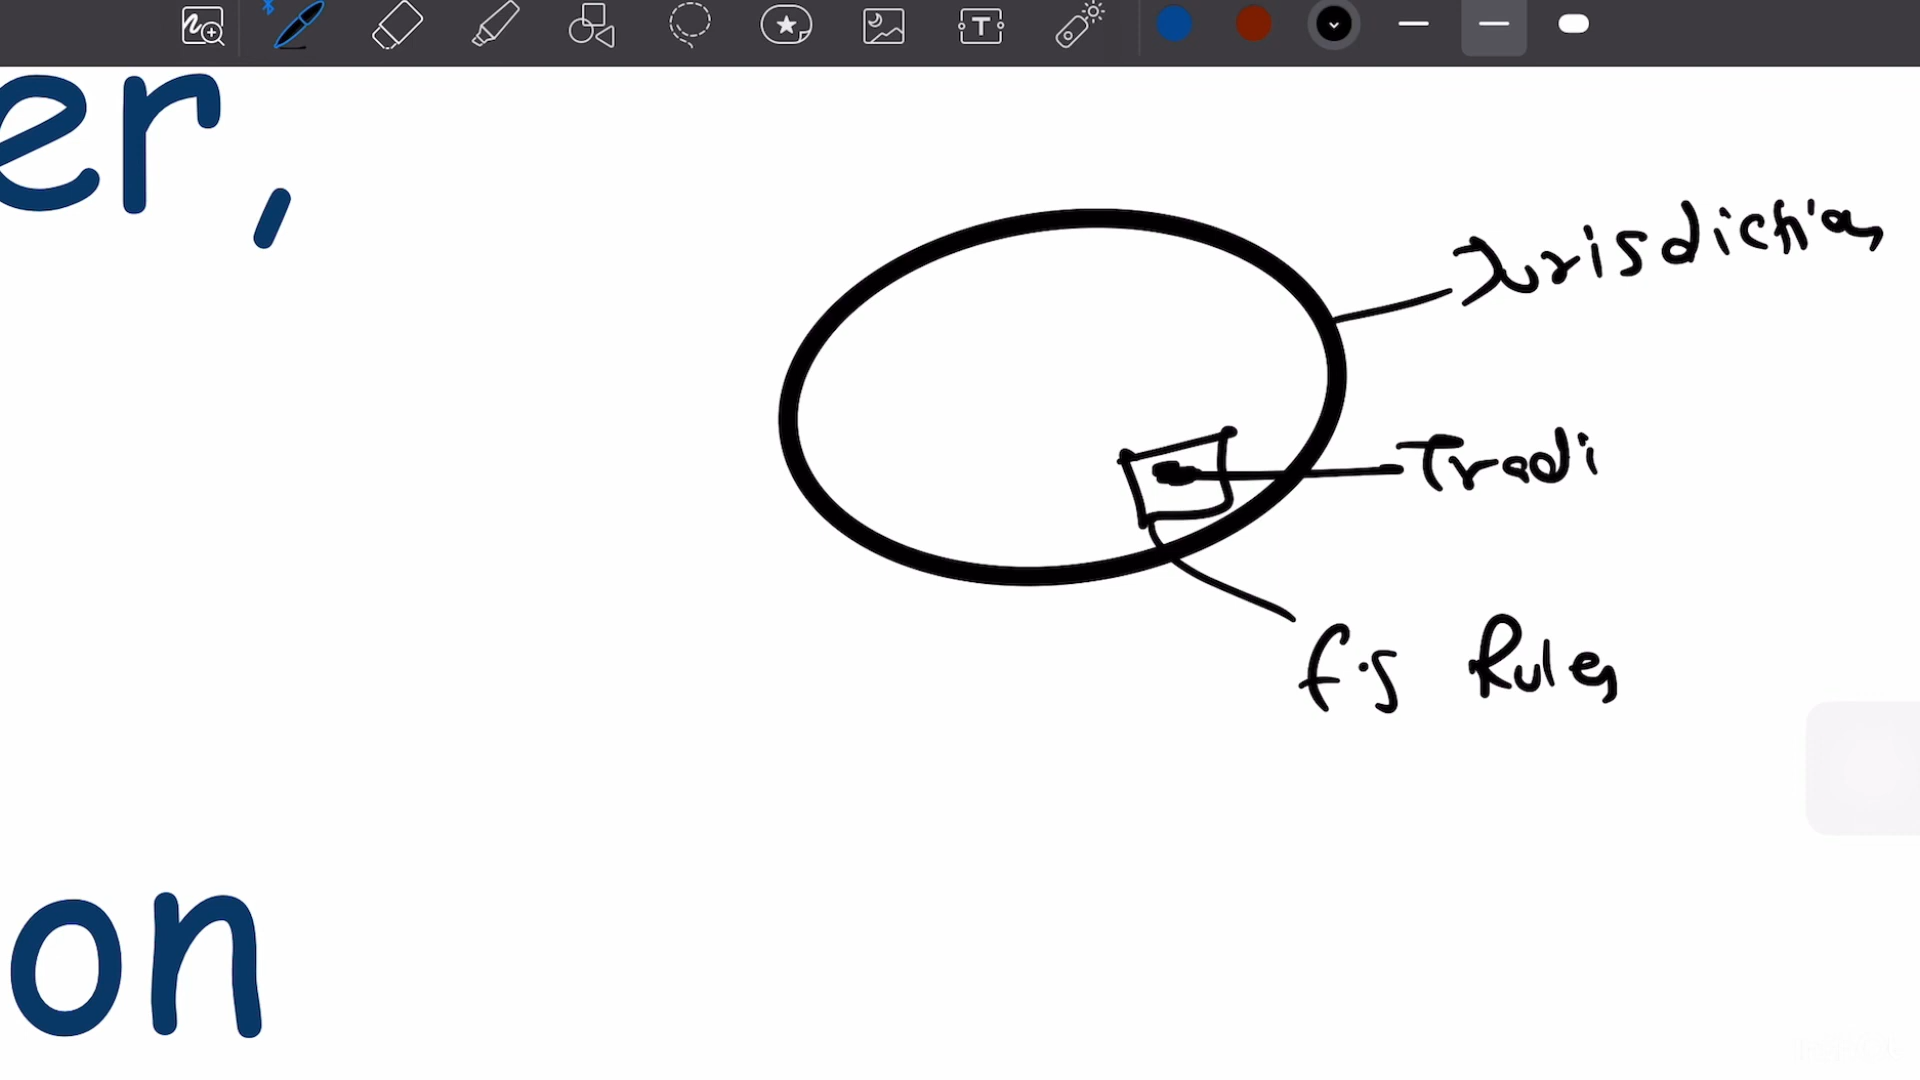 er,
Jurisdiction
Tradi
f.s Rules
on